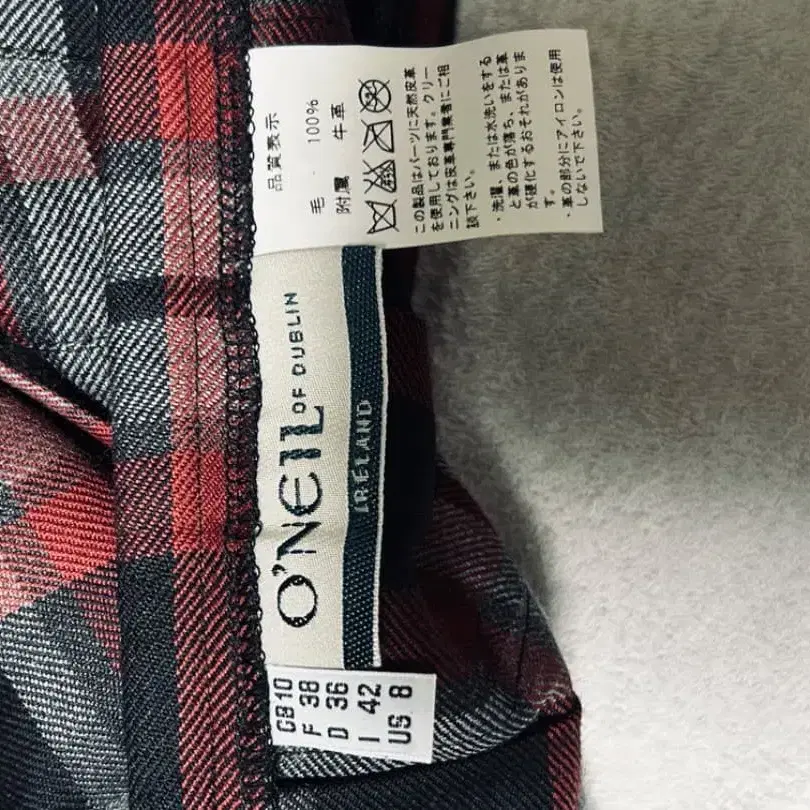 品質表示
毛 100%
附属 牛革
この製品はパーツに天然皮革
を使用しております。クリー
ニングは皮革専門業者にご相
談下さい。
・洗濯、または水洗いをする
と革の色が落ち、または革
が硬化するおそれがありま
す。
・革の部分にアイロンは使用
しないで下さい。
O'NEIL OF DUBLIN
IRELAND
GB10
F 38
D 36
I 42
US 8